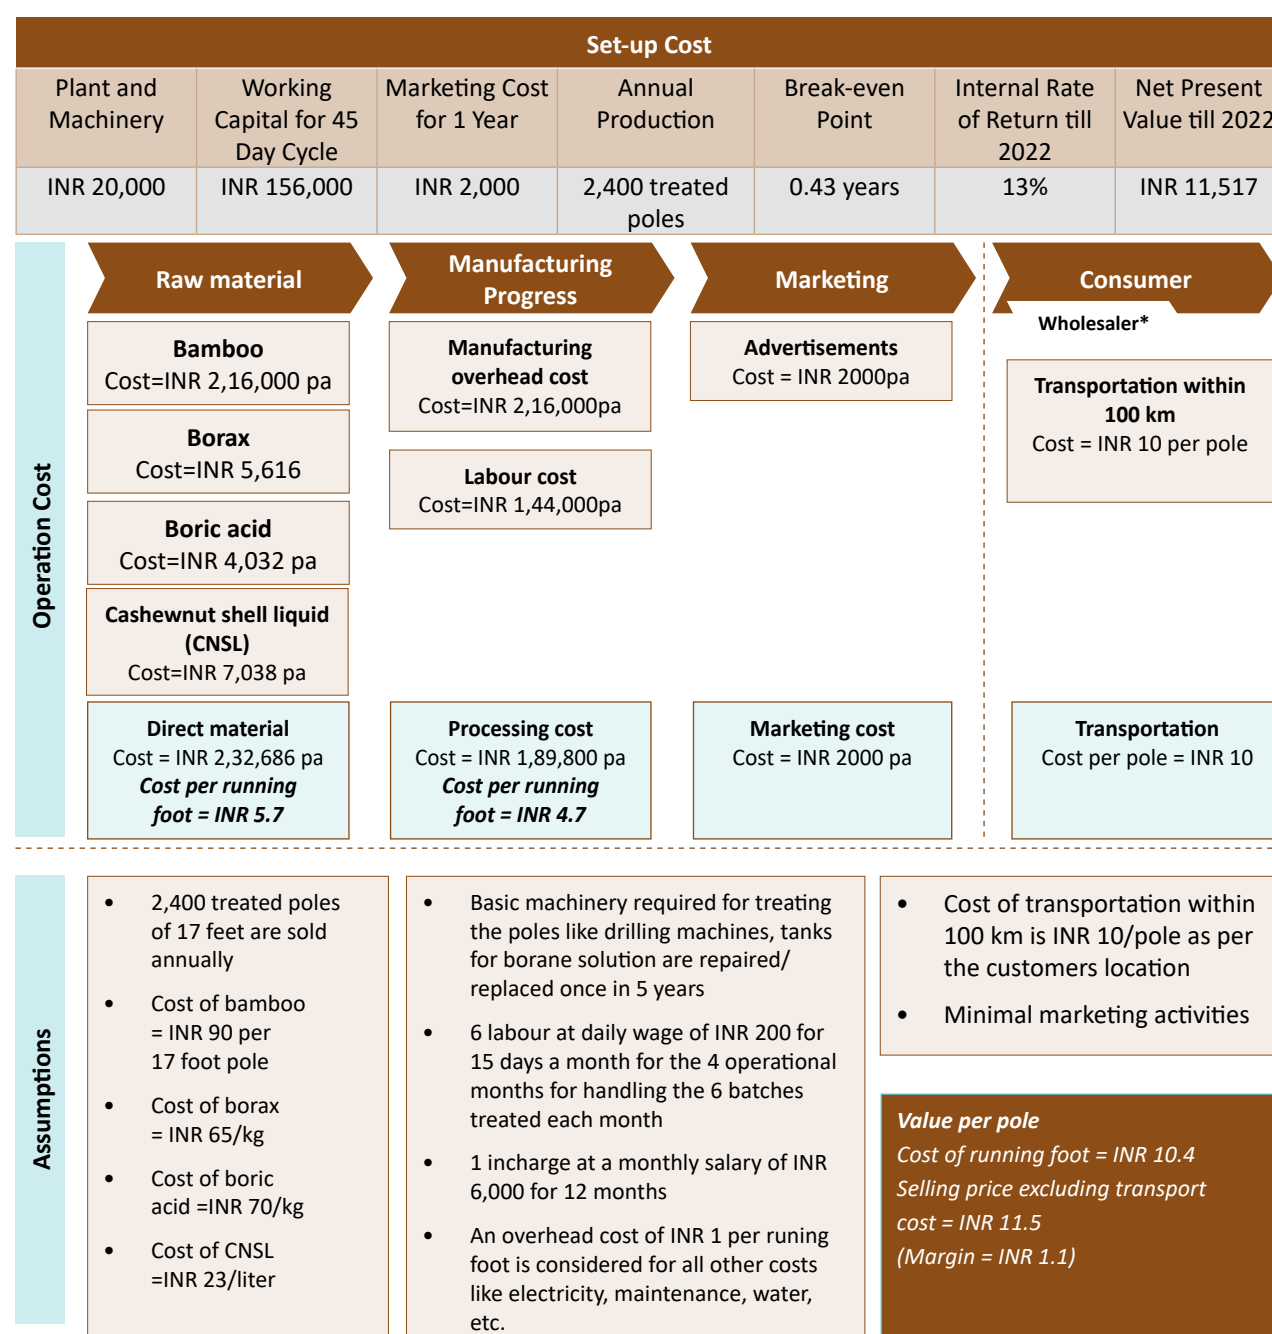 Set-up Cost
Plant and
Machinery
Working
Capital for 45
Day Cycle
Marketing Cost
for 1 Year
Annual
Production
Break-even
Point
Internal Rate
of Return till
2022
Net Present
Value till 2022
INR 20,000
INR 156,000
INR 2,000
2,400 treated
poles
0.43 years
13%
INR 11,517
Operation Cost
Raw material
Manufacturing
Progress
Marketing
Consumer
Wholesaler*
Bamboo
Cost=INR 2,16,000 pa
Borax
Cost=INR 5,616
Boric acid
Cost=INR 4,032 pa
Cashewnut shell liquid
(CNSL)
Cost=INR 7,038 pa
Manufacturing
overhead cost
Cost=INR 2,16,000pa
Labour cost
Cost=INR 1,44,000pa
Advertisements
Cost = INR 2000pa
Transportation within
100 km
Cost = INR 10 per pole
Direct material
Cost = INR 2,32,686 pa
Cost per running
foot = INR 5.7
Processing cost
Cost = INR 1,89,800 pa
Cost per running
foot = INR 4.7
Marketing cost
Cost = INR 2000 pa
Transportation
Cost per pole = INR 10
Assumptions
• 2,400 treated poles
of 17 feet are sold
annually
• Cost of bamboo
= INR 90 per
17 foot pole
• Cost of borax
= INR 65/kg
• Cost of boric
acid =INR 70/kg
• Cost of CNSL
=INR 23/liter
• Basic machinery required for treating
the poles like drilling machines, tanks
for borane solution are repaired/
replaced once in 5 years
• 6 labour at daily wage of INR 200 for
15 days a month for the 4 operational
months for handling the 6 batches
treated each month
• 1 incharge at a monthly salary of INR
6,000 for 12 months
• An overhead cost of INR 1 per runing
foot is considered for all other costs
like electricity, maintenance, water,
etc.
• Cost of transportation within
100 km is INR 10/pole as per
the customers location
• Minimal marketing activities
Value per pole
Cost of running foot = INR 10.4
Selling price excluding transport
cost = INR 11.5
(Margin = INR 1.1)